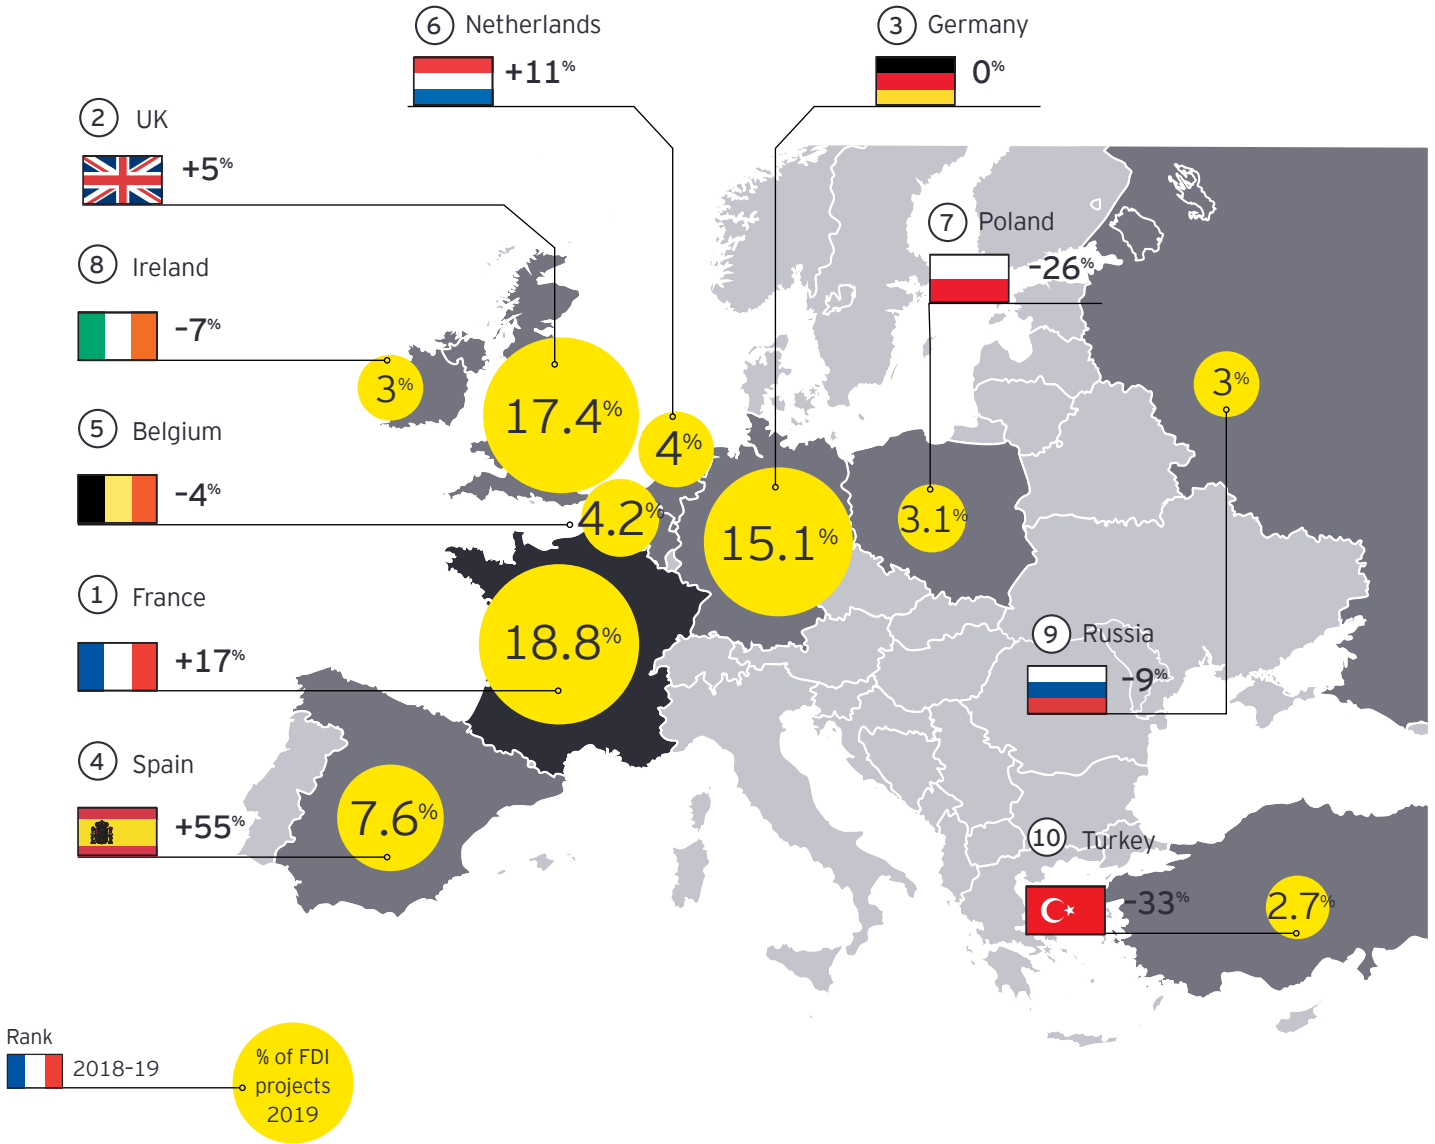 6 Netherlands
+11%
3 Germany
0%
2 UK
+5%
7 Poland
-26%
8 Ireland
-7%
3%
17.4%
4%
3%
5 Belgium
-4%
4.2%
15.1%
3.1%
1 France
+17%
18.8%
9 Russia
-9%
4 Spain
+55%
7.6%
10 Turkey
-33%
2.7%
Rank
2018-19
% of FDI
projects
2019